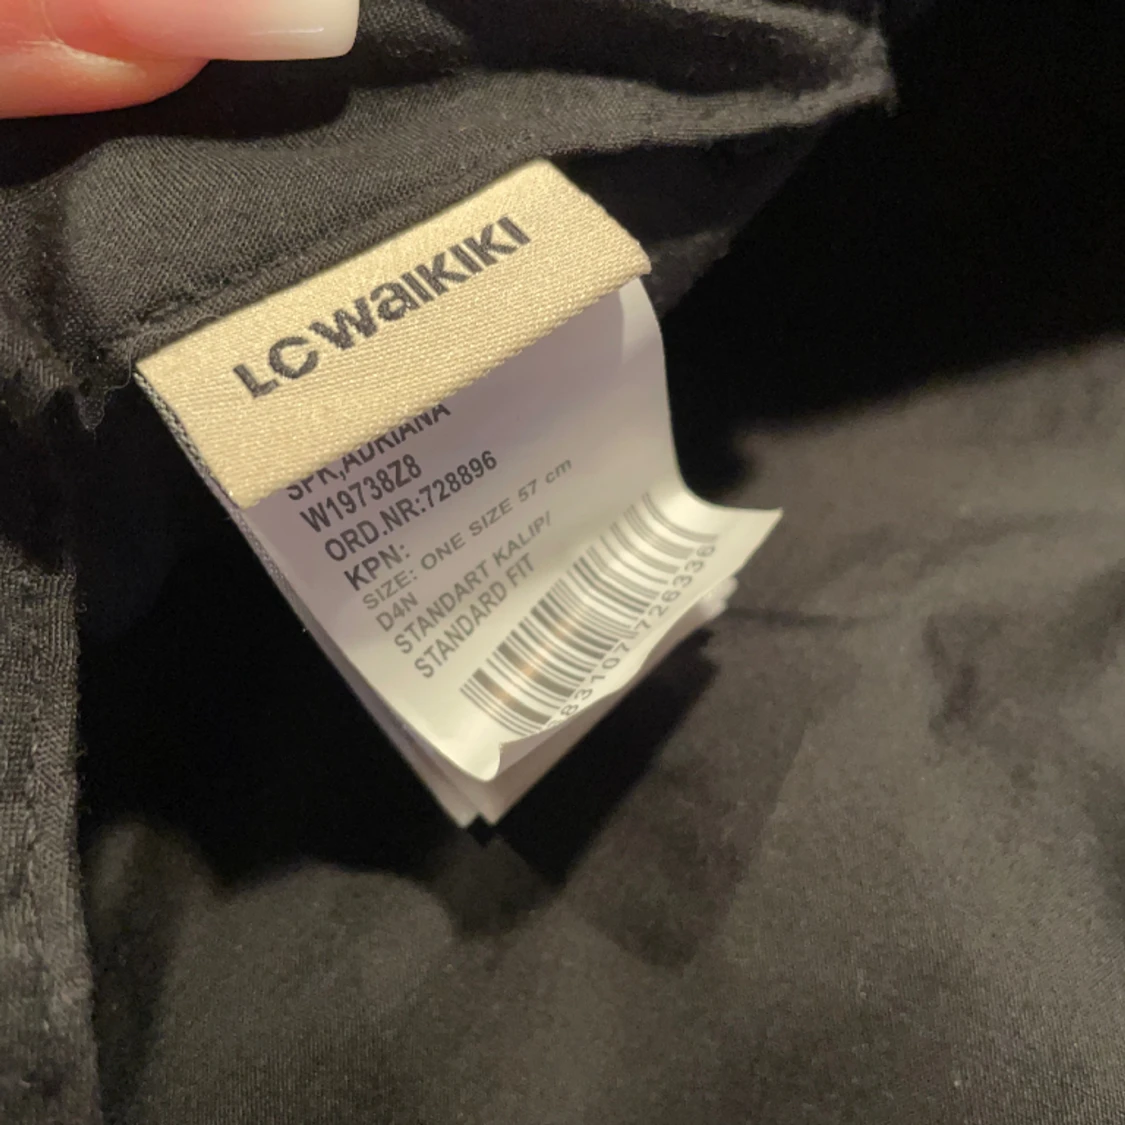 LCWAIKIKI
SPK,ADRIANA
W19738Z8
ORD.NR:728896
KPN:
SIZE: ONE SIZE 57 cm
D4N
STANDART KALIP/
STANDARD FIT